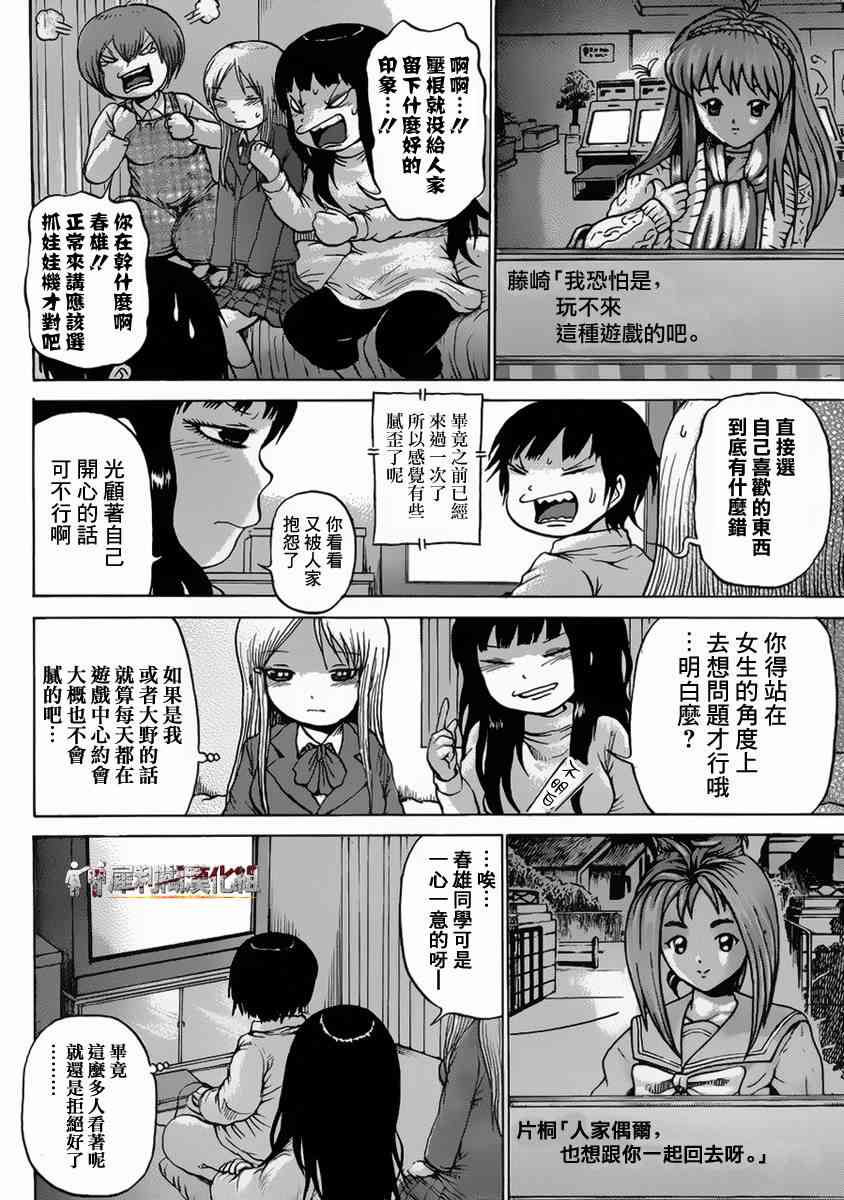 藤崎「我恐怕是，
玩不來
這種遊戲的吧。
啊啊…!!
壓根就没給人家
留下什麼好的
印象…!!
你在幹什麼啊
春雄!!
正常來講應該選
抓娃娃機才對吧
直接選
自己喜歡的東西
到底有什麼錯
畢竟之前已經
來過一次了
所以感覺有些
膩歪了呢
你看看
又被人家
抱怨了
光顧著自己
開心的話
可不行啊
你得站在
女生的角度上
去想問題才行哦
…明白麼？
不明白
如果是我
或者大野的話
就算每天都在
遊戲中心約會
大概也不會
膩的吧…
片桐「人家偶爾，
也想跟你一起回去呀。」
…唉…
春雄同學可是
一心一意的呀—
畢竟
這麼多人看著呢
就還是拒絕好了
………
犀利樹漢化組